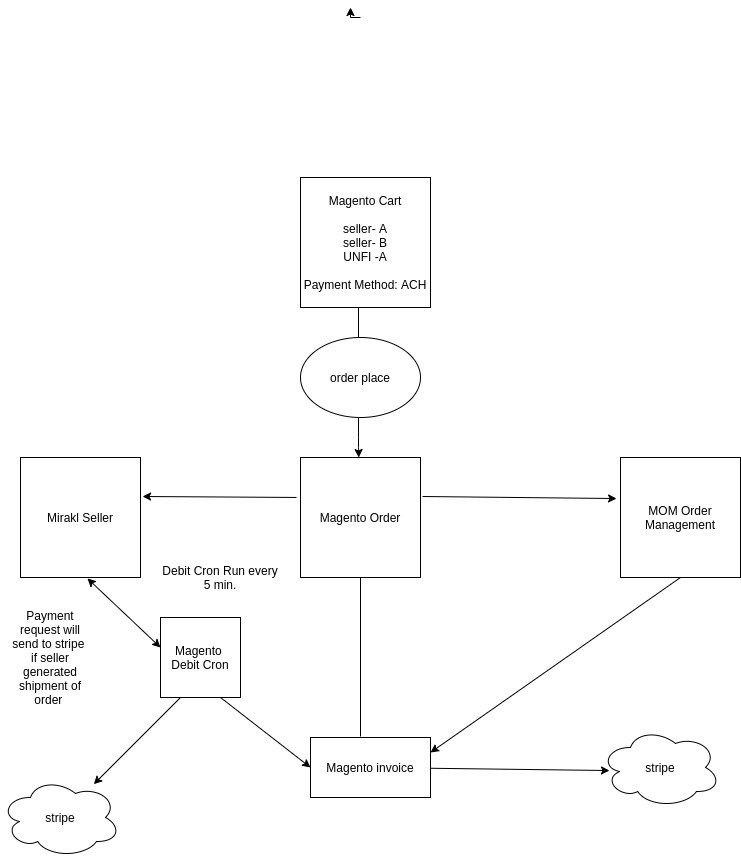 Magento Cart
seller- A
seller- B
UNFI -A
Payment Method: ACH
order place
Mirakl Seller
Magento Order
MOM Order
Management
Debit Cron Run every
5 min.
Payment
request will
send to stripe
if seller
generated
shipment of
order
Magento
Debit Cron
Magento invoice
stripe
stripe